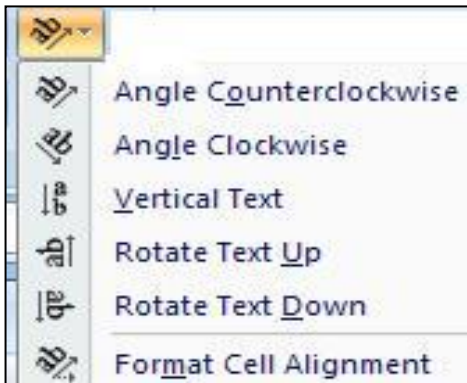 Angle Counterclockwise
Angle Clockwise
Vertical Text
Rotate Text Up
Rotate Text Down
Format Cell Alignment